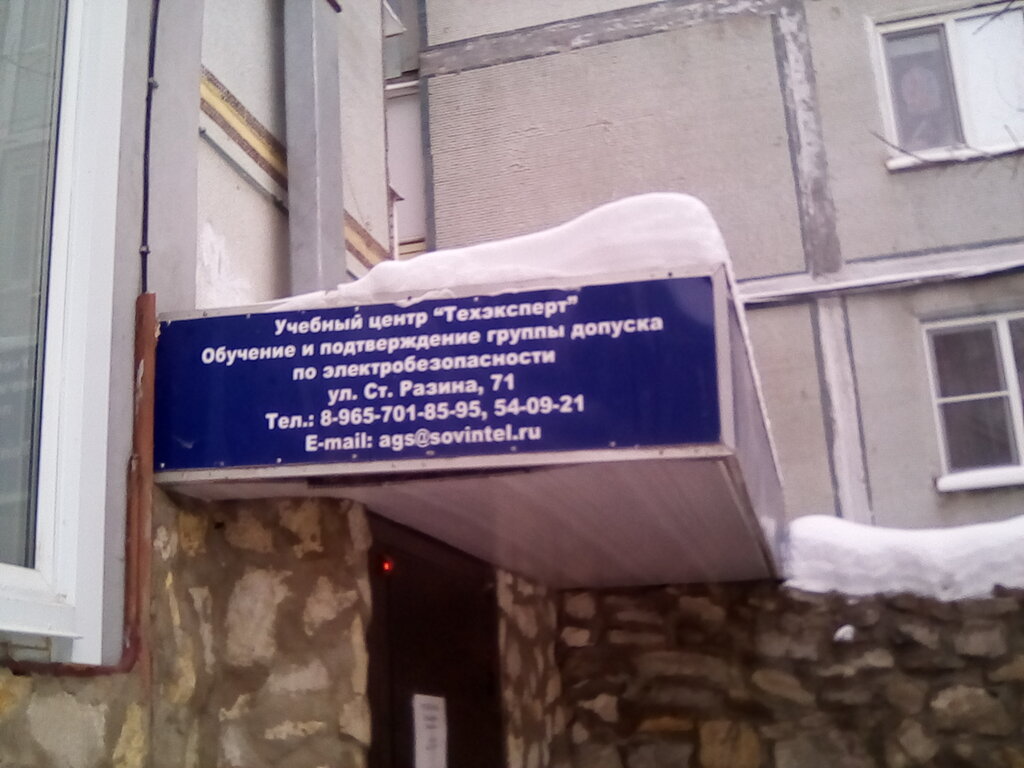 Учебный центр "Техэксперт"
Обучение и подтверждение группы допуска
по электробезопасности
ул. Ст. Разина, 71
Тел.: 8-965-701-85-95, 54-09-21
E-mail: ags@sovintel.ru